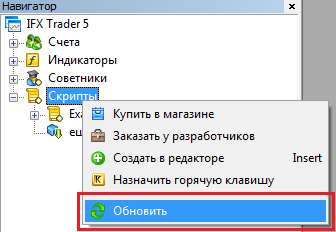 Навигатор
IFX Trader 5
Счета
Индикаторы
Советники
Скрипты
Купить в магазине
Заказать у разработчиков
Создать в редакторе Insert
Назначить горячую клавишу
Обновить